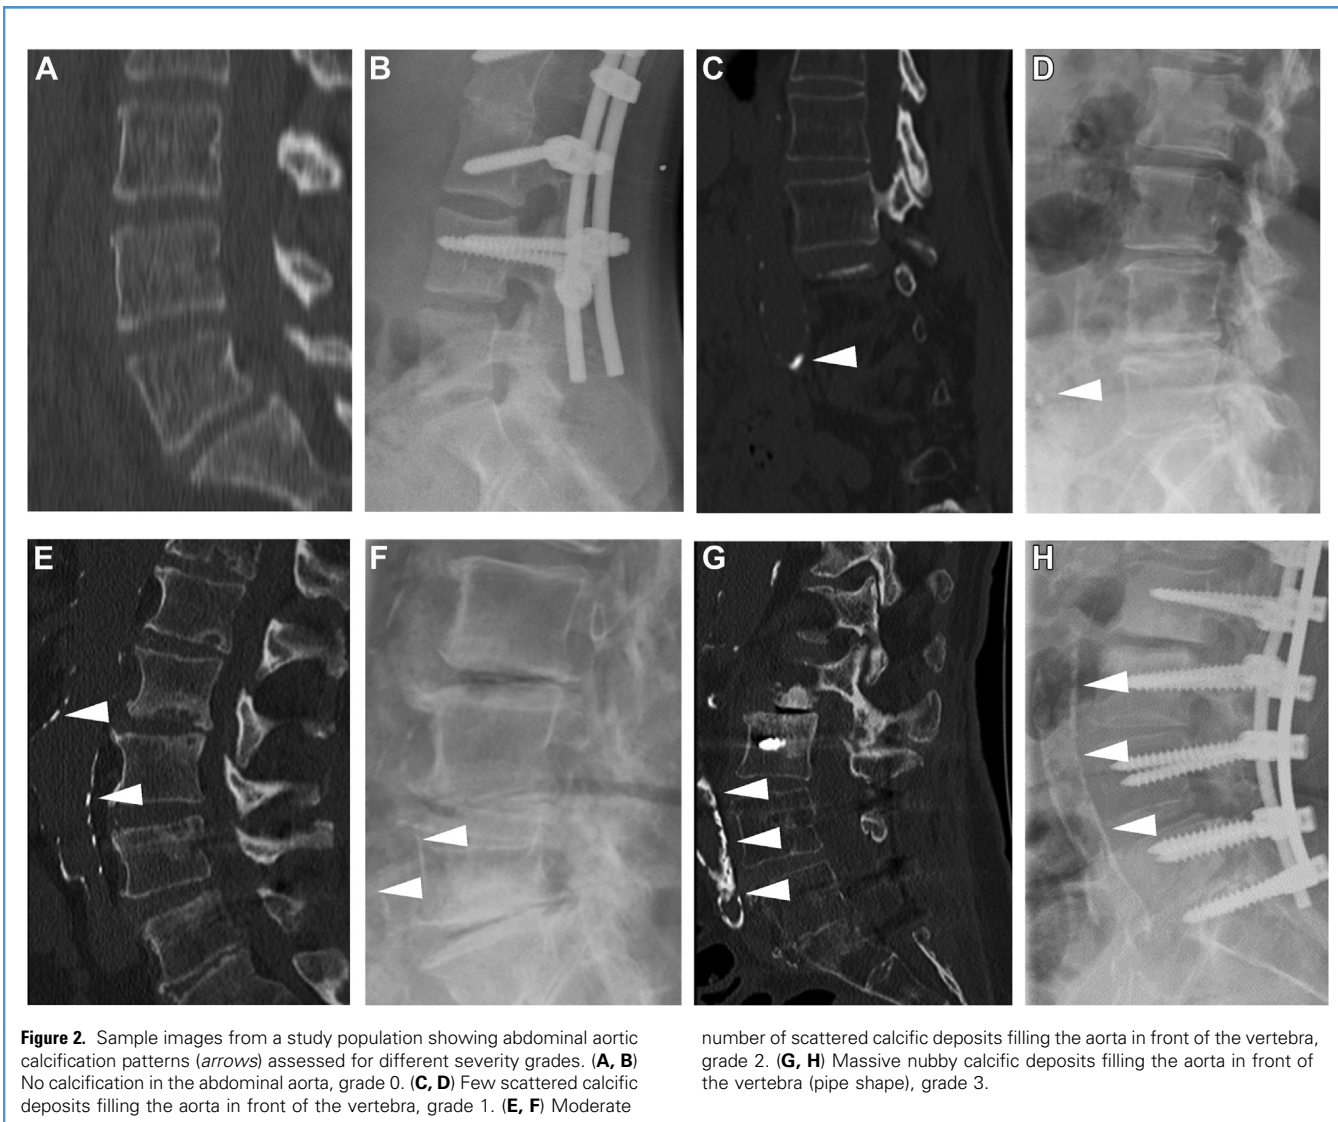 A
B
C
D
E
F
G
H
Figure 2. Sample images from a study population showing abdominal aortic
calcification patterns (arrows) assessed for different severity grades. (A, B)
No calcification in the abdominal aorta, grade 0. (C, D) Few scattered calcific
deposits filling the aorta in front of the vertebra, grade 1. (E, F) Moderate
number of scattered calcific deposits filling the aorta in front of the vertebra,
grade 2. (G, H) Massive nubby calcific deposits filling the aorta in front of
the vertebra (pipe shape), grade 3.